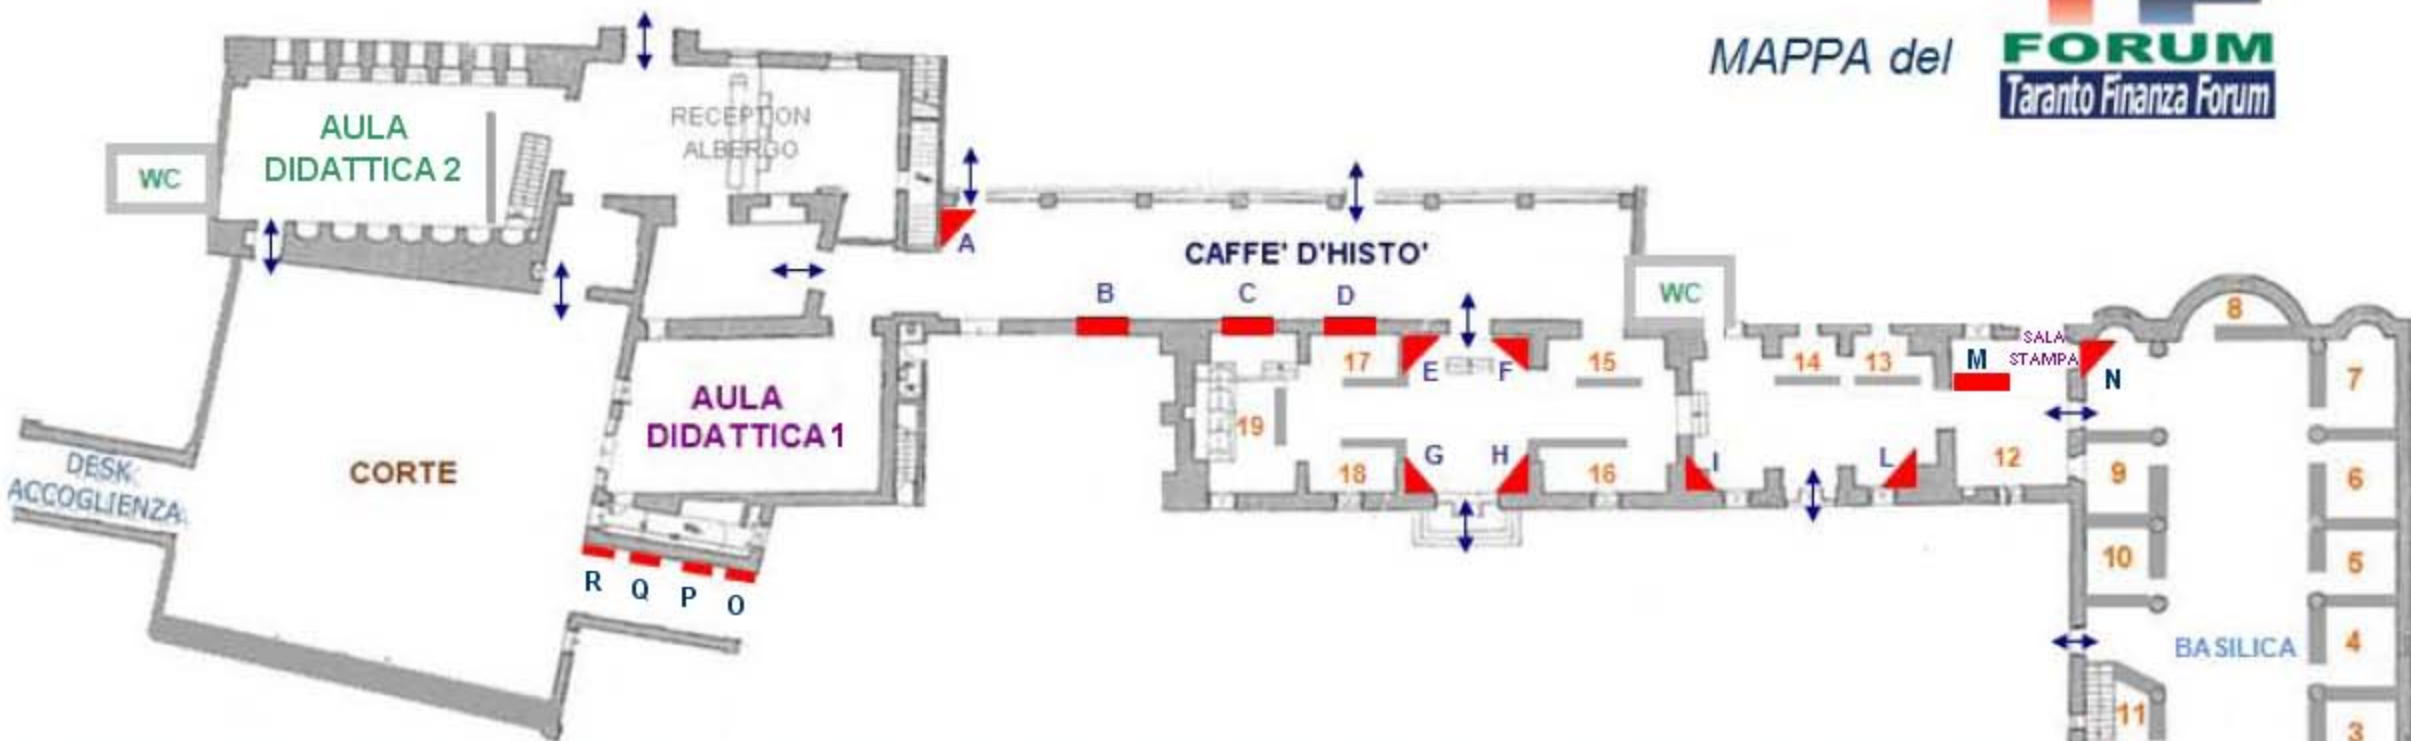 MAPPA del
FORUM
Taranto Finanza Forum
AULA
DIDATTICA 2
WC
RECEPTION
ALBERGO
A
CAFFE' D'HISTO'
WC
B
C
D
8
SALA
STAMPA
17
E
F
15
14
13
M
N
7
AULA
DIDATTICA 1
19
CORTE
DESK
ACCOGLIENZA
18
G
H
16
I
L
12
9
6
10
5
R
Q
P
O
BASILICA
4
11
3